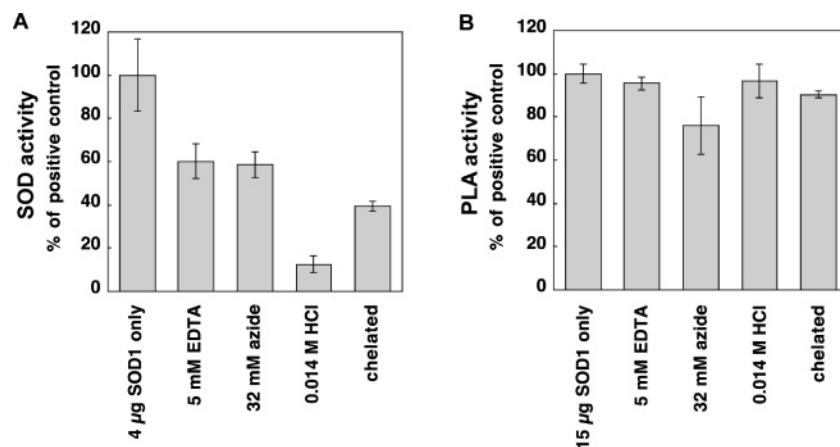 A
SOD activity
% of positive control
120
100
80
60
40
20
0
4 µg SOD1 only
5 mM EDTA
32 mM azide
0.014 M HCl
chelated
B
PLA activity
% of positive control
120
100
80
60
40
20
0
15 µg SOD1 only
5 mM EDTA
32 mM azide
0.014 M HCl
chelated